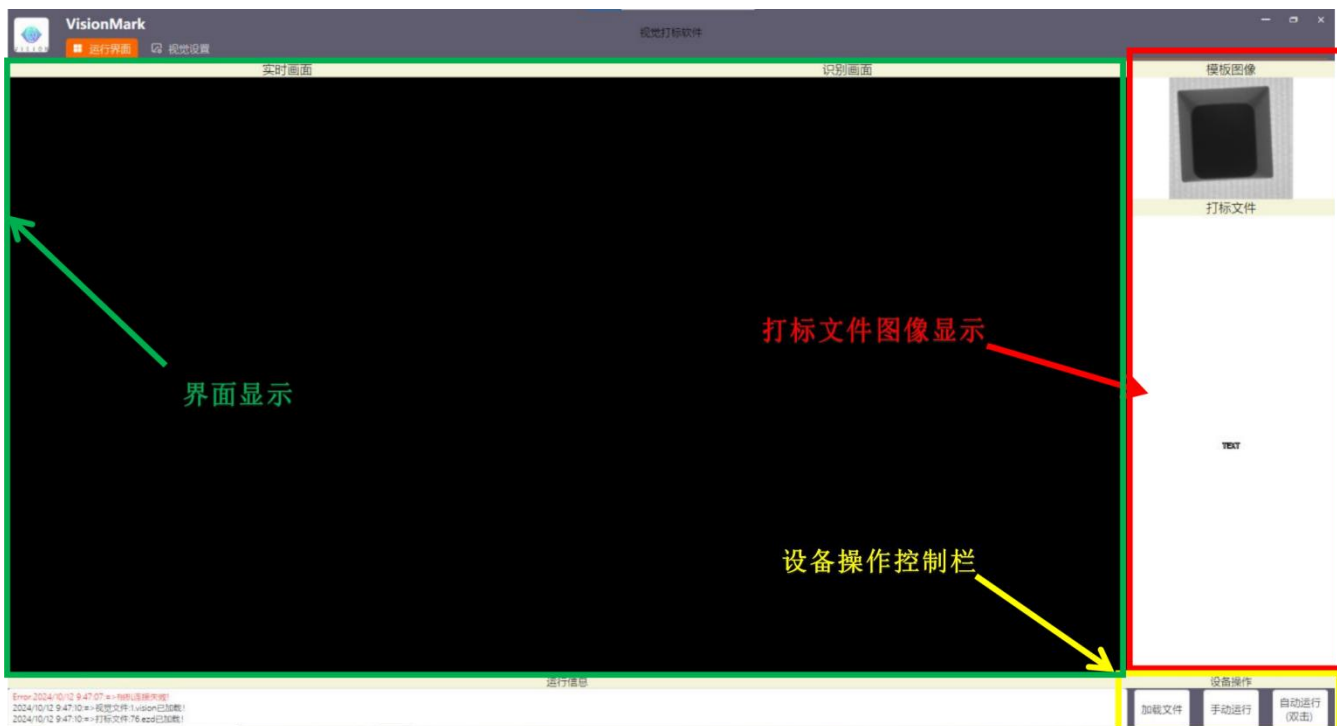 VisionMark
视觉打标软件
VISION
运行界面
视觉设置
实时画面
识别画面
模板图像
打标文件
打标文件图像显示
界面显示
TEXT
设备操作控制栏
运行信息
设备操作
Error:2024/10/12 9:47:07:=>相机连接失败!
2024/10/12 9:47:10:=>视觉文件:1.vision已加载!
2024/10/12 9:47:10:=>打标文件:76.ezd已加载!
加载文件
手动运行
自动运行
(双击)